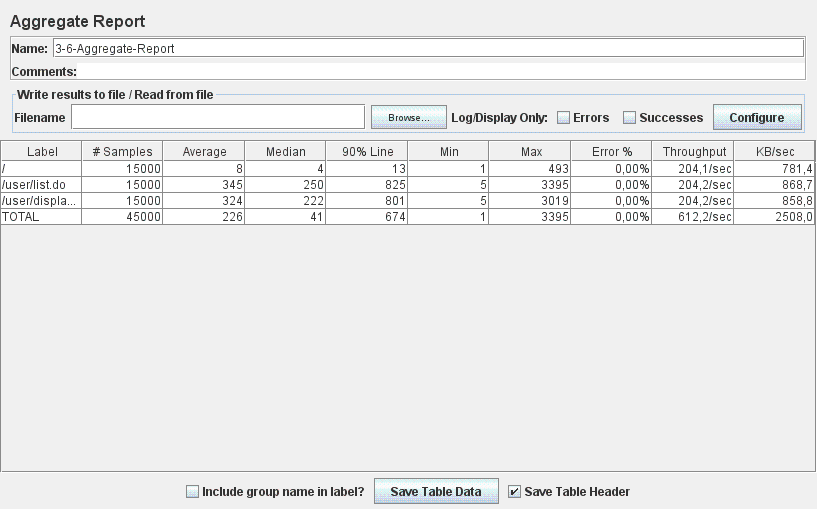 Aggregate Report
Name: 3-6-Aggregate-Report
Comments:
Write results to file / Read from file
Filename Browse... Log/Display Only: Errors Successes Configure
Label # Samples Average Median 90% Line Min Max Error % Throughput KB/sec
/ 15000 8 4 13 1 493 0,00% 204,1/sec 781,4
/user/list.do 15000 345 250 825 5 3395 0,00% 204,2/sec 868,7
/user/displa... 15000 324 222 801 5 3019 0,00% 204,2/sec 858,8
TOTAL 45000 226 41 674 1 3395 0,00% 612,2/sec 2508,0
Include group name in label? Save Table Data Save Table Header